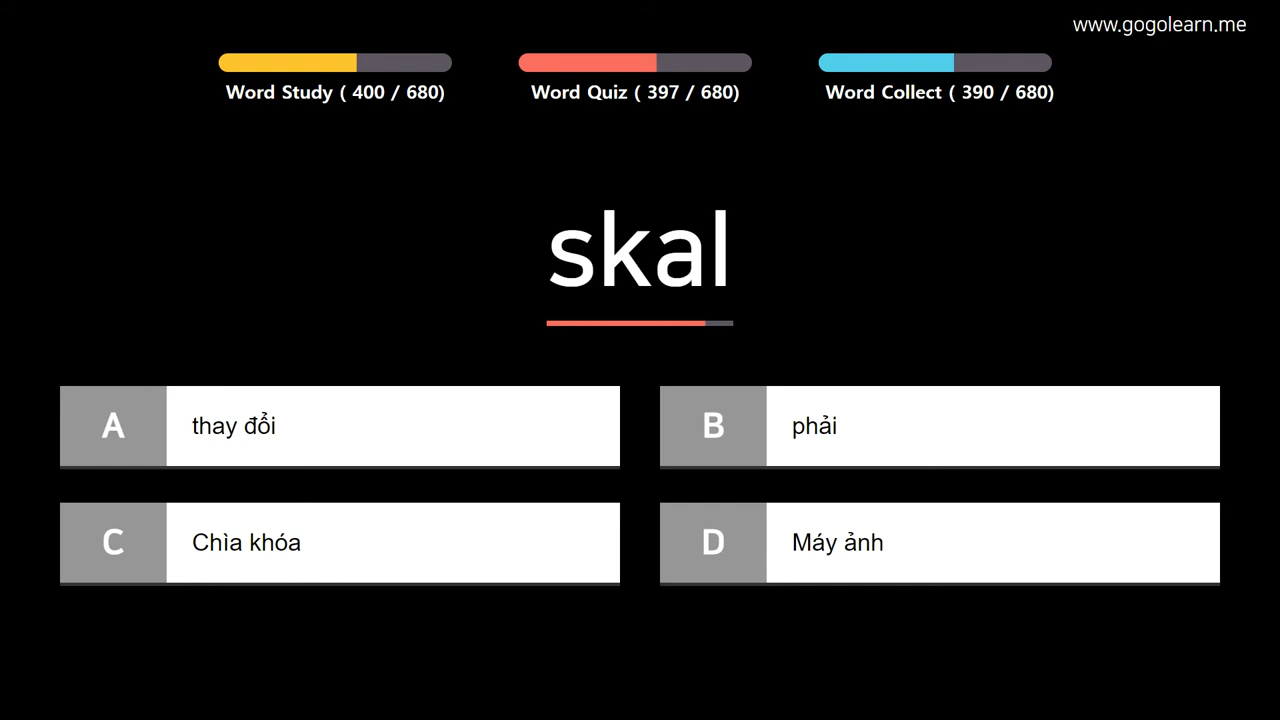 www.gogolearn.me
Word Study ( 400 / 680)
Word Quiz ( 397 / 680)
Word Collect ( 390 / 680)
skal
A thay đổi
B phải
C Chìa khóa
D Máy ảnh